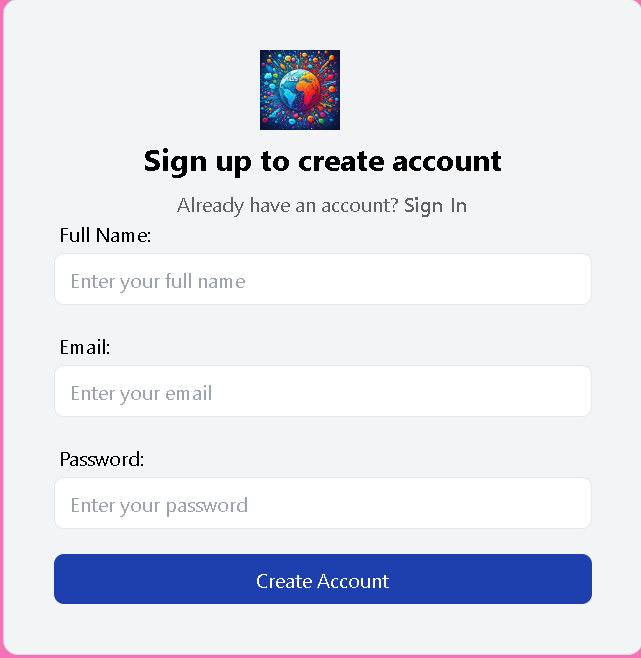 Sign up to create account
Already have an account? Sign In
Full Name:
Enter your full name
Email:
Enter your email
Password:
Enter your password
Create Account